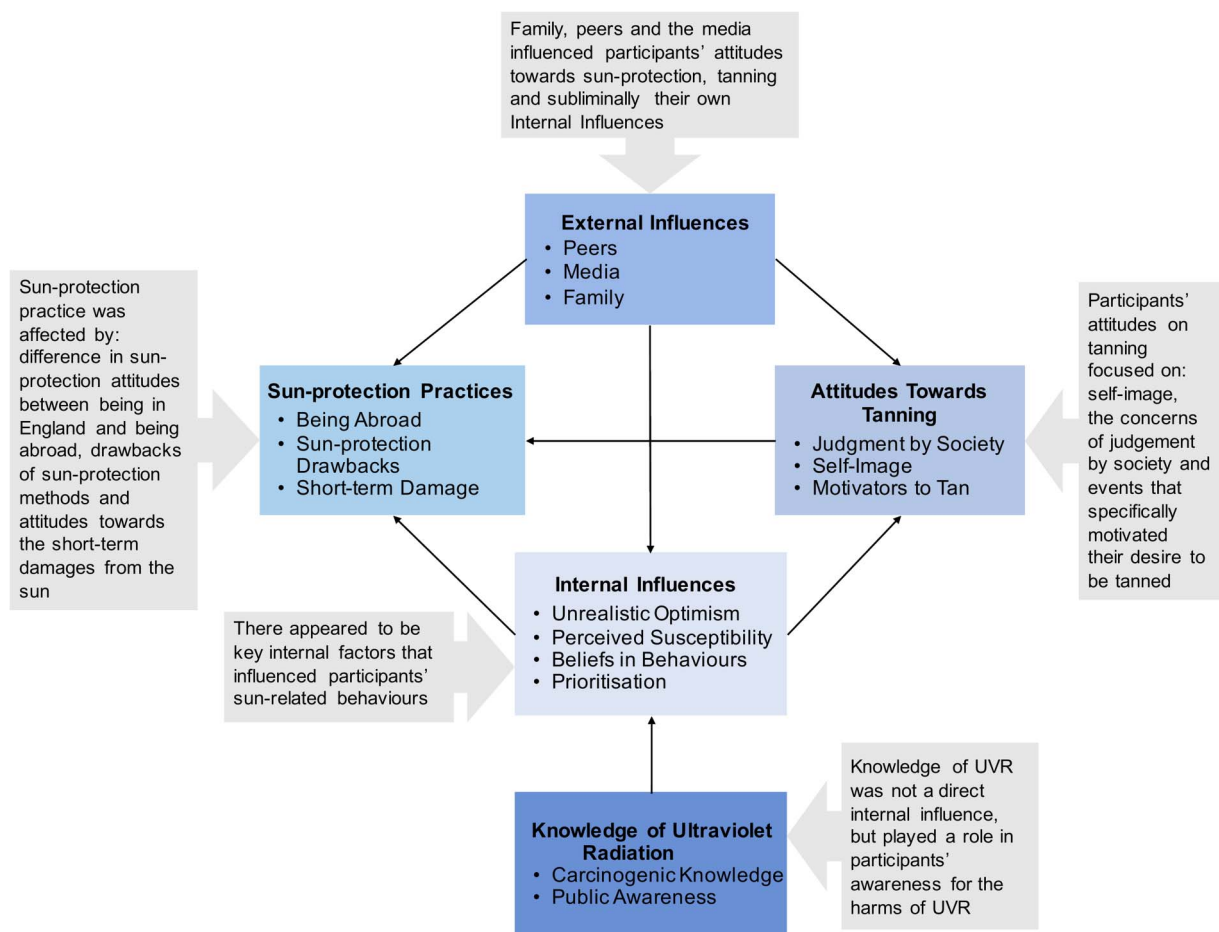 Family, peers and the media
influenced participants’ attitudes
towards sun-protection, tanning
and subliminally their own
Internal Influences
External Influences
• Peers
• Media
• Family
Sun-protection
practice was
affected by:
difference in sun-
protection attitudes
between being in
England and being
abroad, drawbacks
of sun-protection
methods and
attitudes towards
the short-term
damages from the
sun
Sun-protection Practices
• Being Abroad
• Sun-protection
Drawbacks
• Short-term Damage
Attitudes Towards
Tanning
• Judgment by Society
• Self-Image
• Motivators to Tan
Participants’
attitudes on
tanning
focused on:
self-image,
the concerns
of judgement
by society and
events that
specifically
motivated
their desire to
be tanned
Internal Influences
• Unrealistic Optimism
• Perceived Susceptibility
• Beliefs in Behaviours
• Prioritisation
There appeared to be
key internal factors that
influenced participants’
sun-related behaviours
Knowledge of Ultraviolet
Radiation
• Carcinogenic Knowledge
• Public Awareness
Knowledge of UVR
was not a direct
internal influence,
but played a role in
participants’
awareness for the
harms of UVR